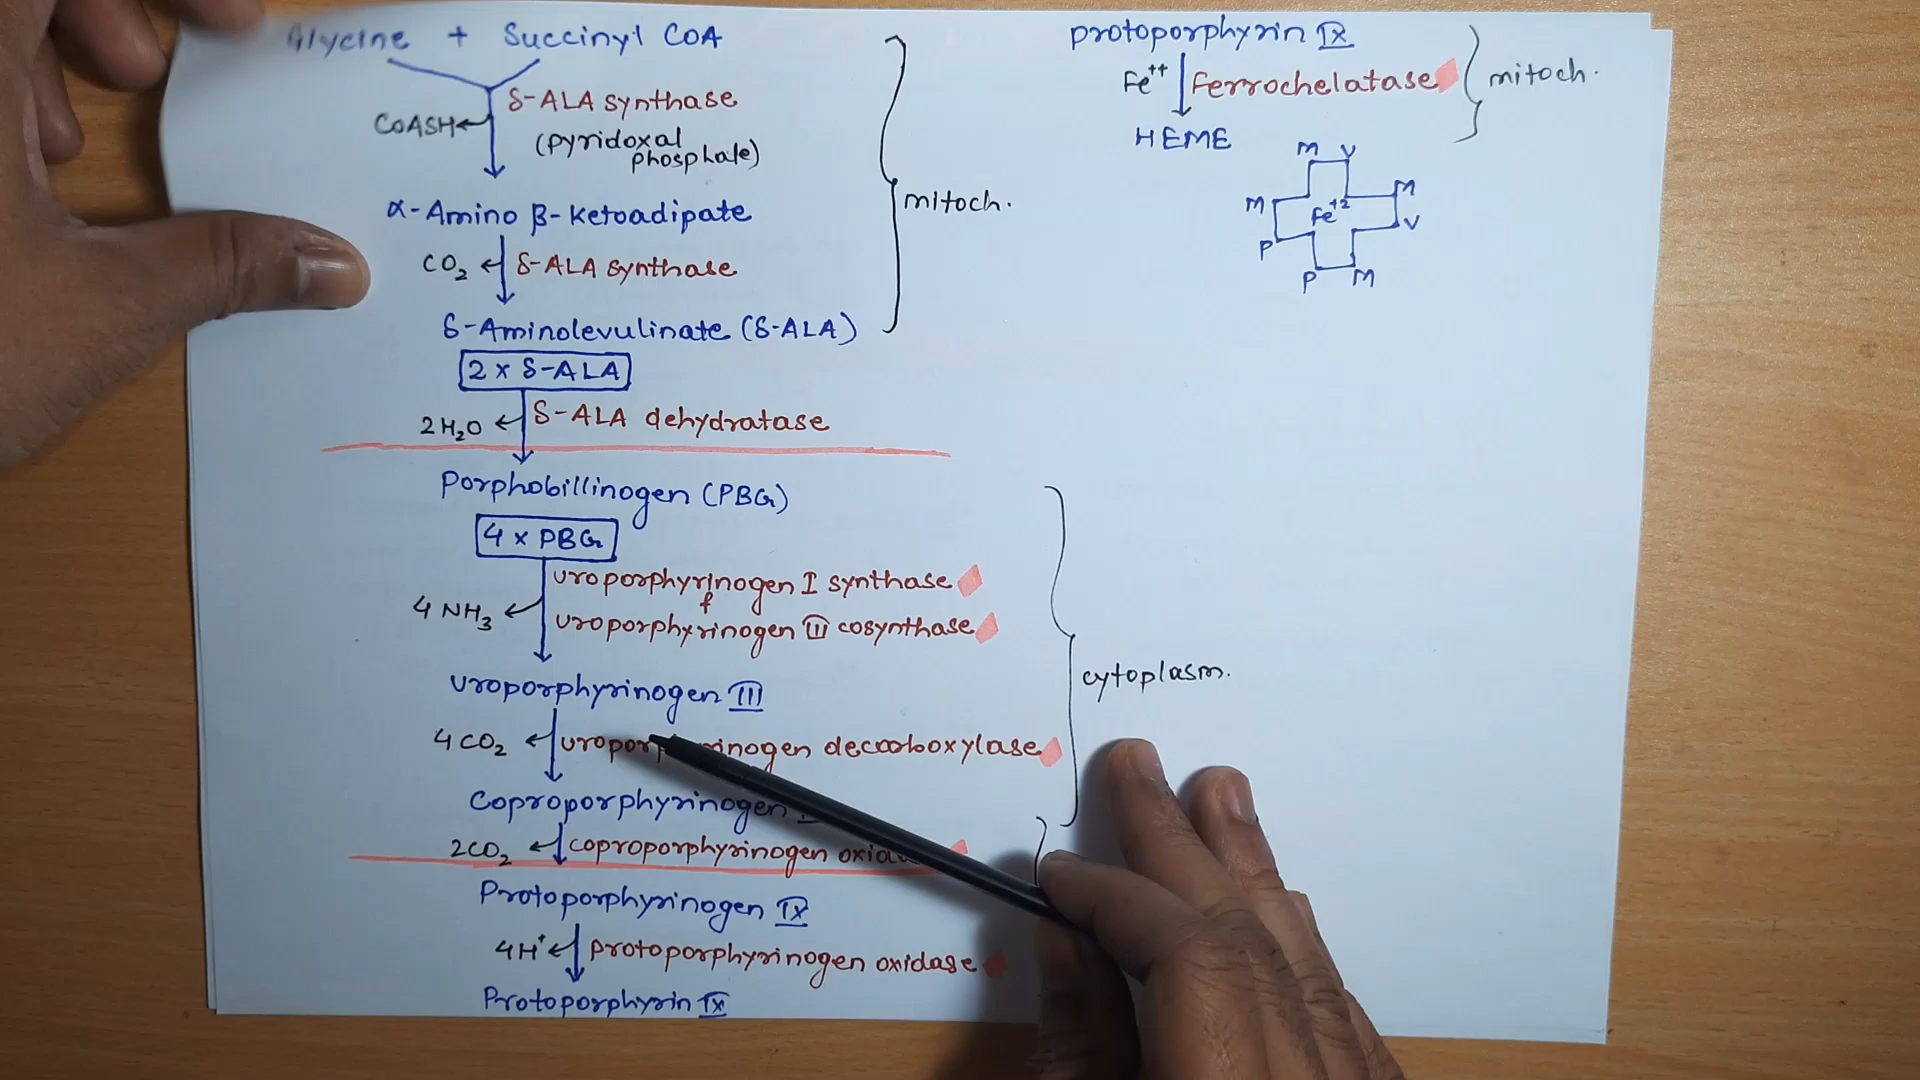 Glycine + Succinyl CoA
δ-ALA synthase
CoASH
(pyridoxal
phosphate)
α-Amino β-Ketoadipate
CO2 δ-ALA synthase
δ-Aminolevulinate (δ-ALA)
2 x δ-ALA
2H2O δ-ALA dehydratase
Porphobillinogen (PBG)
4 x PBG
uroporphyrinogen I synthase
4 NH3
uroporphyrinogen III cosynthase
Uroporphyrinogen III
4 CO2 decarboxylase
Coproporphyrinogen
2CO2 coproporphyrinogen
Protoporphyrinogen IX
4H+ protoporphyrinogen oxidase
Protoporphyrin IX
mitoch.
cytoplasm.
protoporphyrin IX
Fe++ Ferrochelatase
mitoch.
HEME
M V
M M
Fe+2
P V
P M